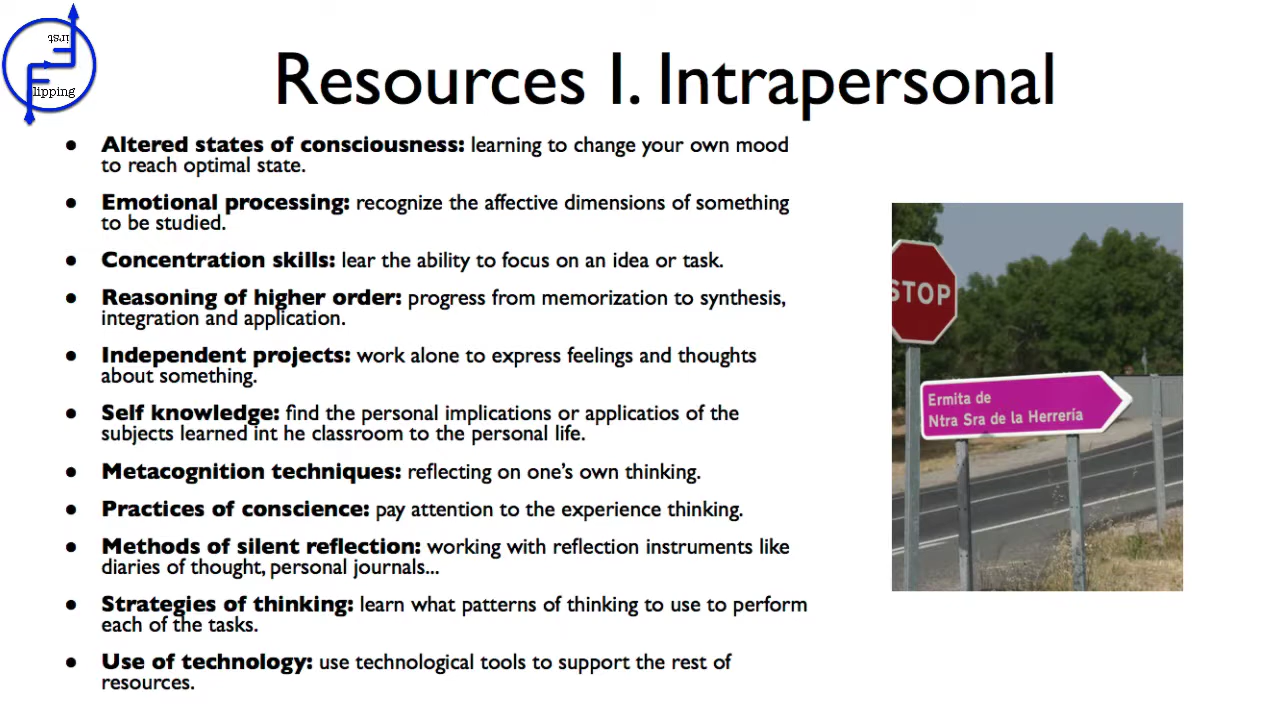 First
Flipping
Resources I. Intrapersonal
● Altered states of consciousness: learning to change your own mood
to reach optimal state.
● Emotional processing: recognize the affective dimensions of something
to be studied.
● Concentration skills: lear the ability to focus on an idea or task.
● Reasoning of higher order: progress from memorization to synthesis,
integration and application.
● Independent projects: work alone to express feelings and thoughts
about something.
● Self knowledge: find the personal implications or applicatios of the
subjects learned int he classroom to the personal life.
● Metacognition techniques: reflecting on one's own thinking.
● Practices of conscience: pay attention to the experience thinking.
● Methods of silent reflection: working with reflection instruments like
diaries of thought, personal journals...
● Strategies of thinking: learn what patterns of thinking to use to perform
each of the tasks.
● Use of technology: use technological tools to support the rest of
resources.
STOP
Ermita de
Ntra Sra de la Herrería